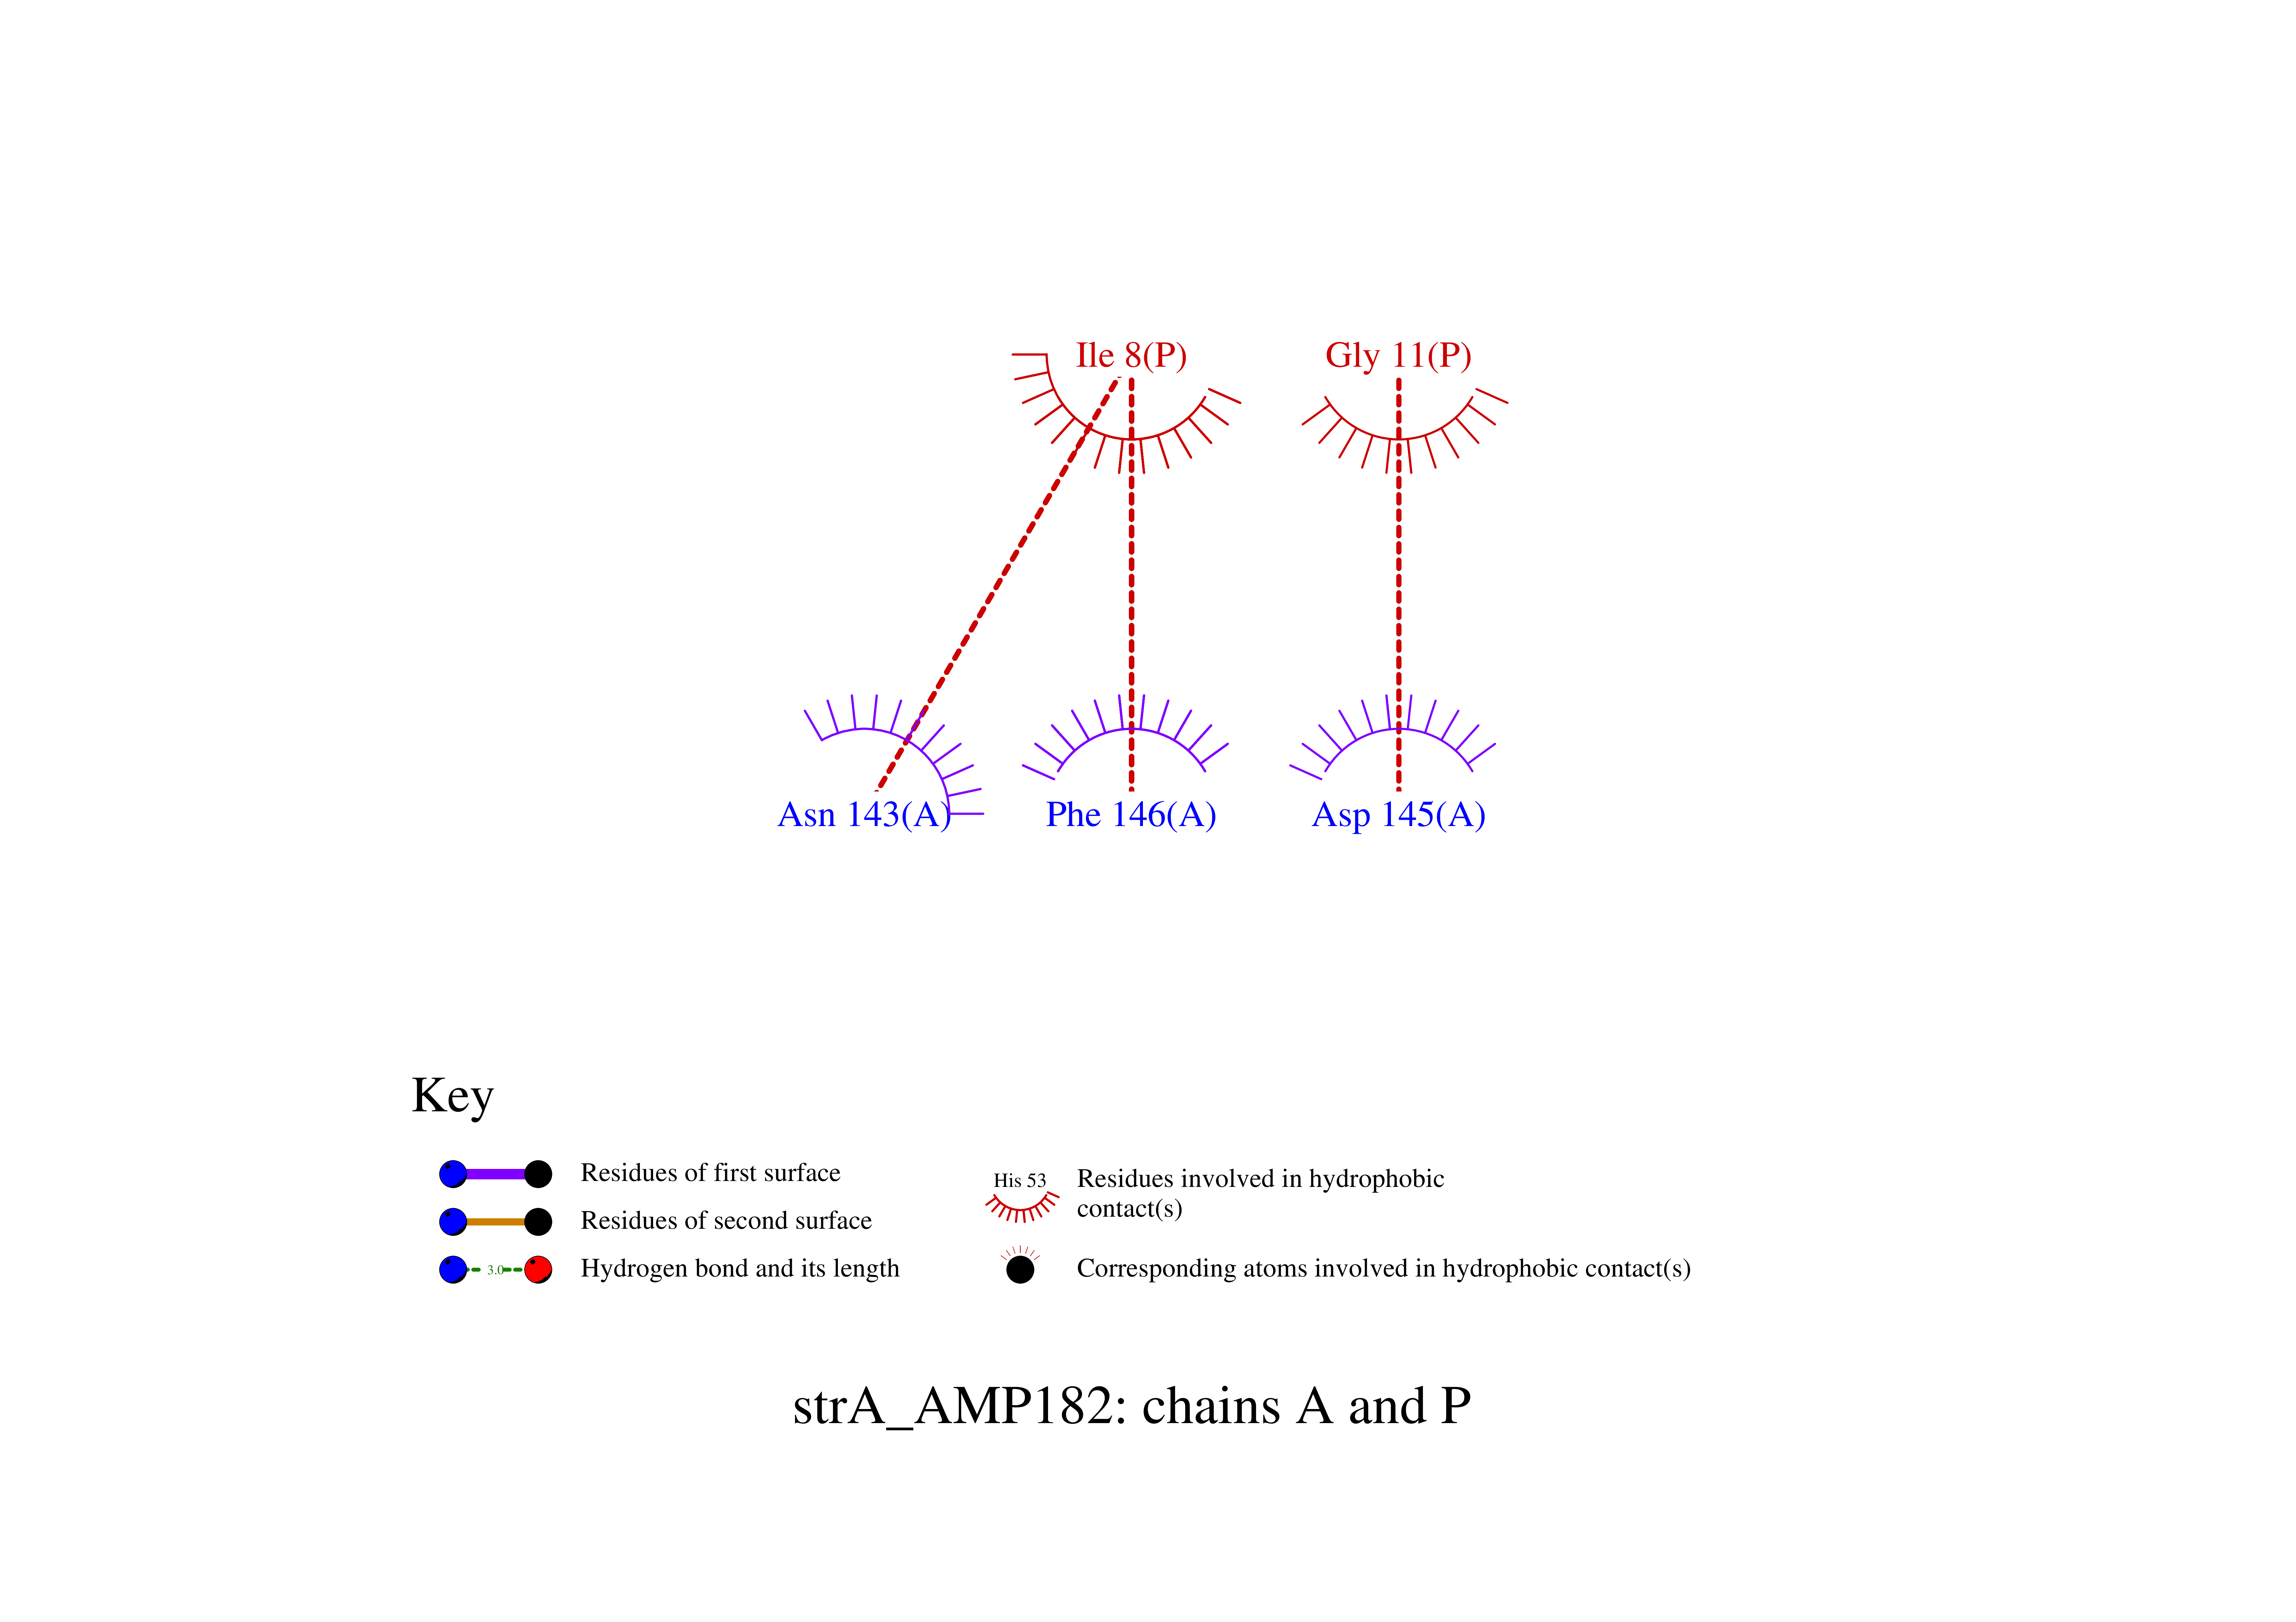 Ile 8(P) Gly 11(P)
Asn 143(A) Phe 146(A) Asp 145(A)
Key
Residues of first surface
Residues of second surface
3.0 Hydrogen bond and its length
His 53 Residues involved in hydrophobic
contact(s)
Corresponding atoms involved in hydrophobic contact(s)
strA_AMP182: chains A and P